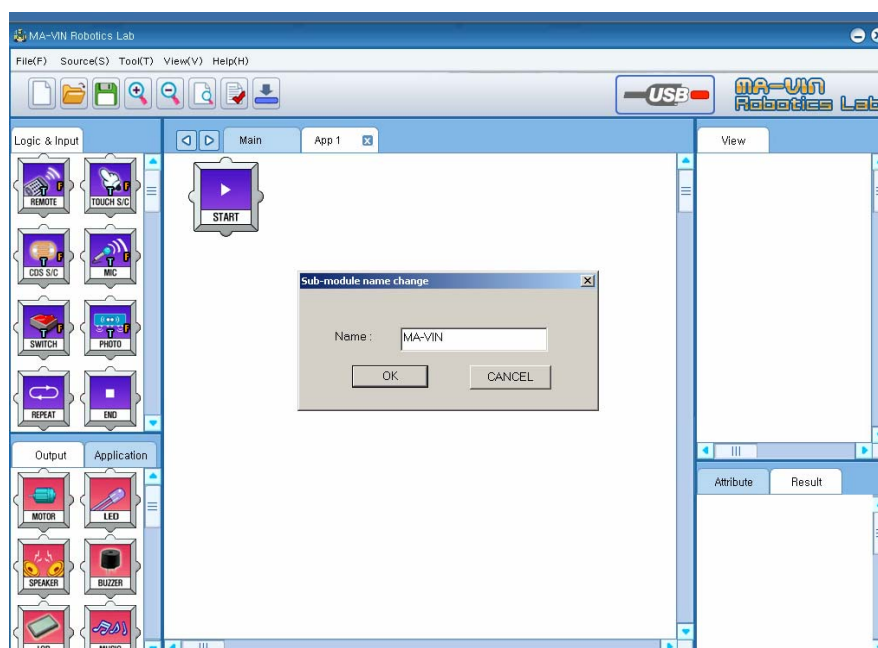 MA-VIN Robotics Lab
File(F) Source(S) Tool(T) View(V) Help(H)
USB
MA-VIN
Robotics Lab
Logic & Input
Main
App 1
View
REMOTE
TOUCH S/C
START
CDS S/C
MIC
Sub-module name change
Name :
MA-VIN
OK
CANCEL
SWITCH
PHOTO
REPEAT
END
Output
Application
Attribute
Result
MOTOR
LED
SPEAKER
BUZZER